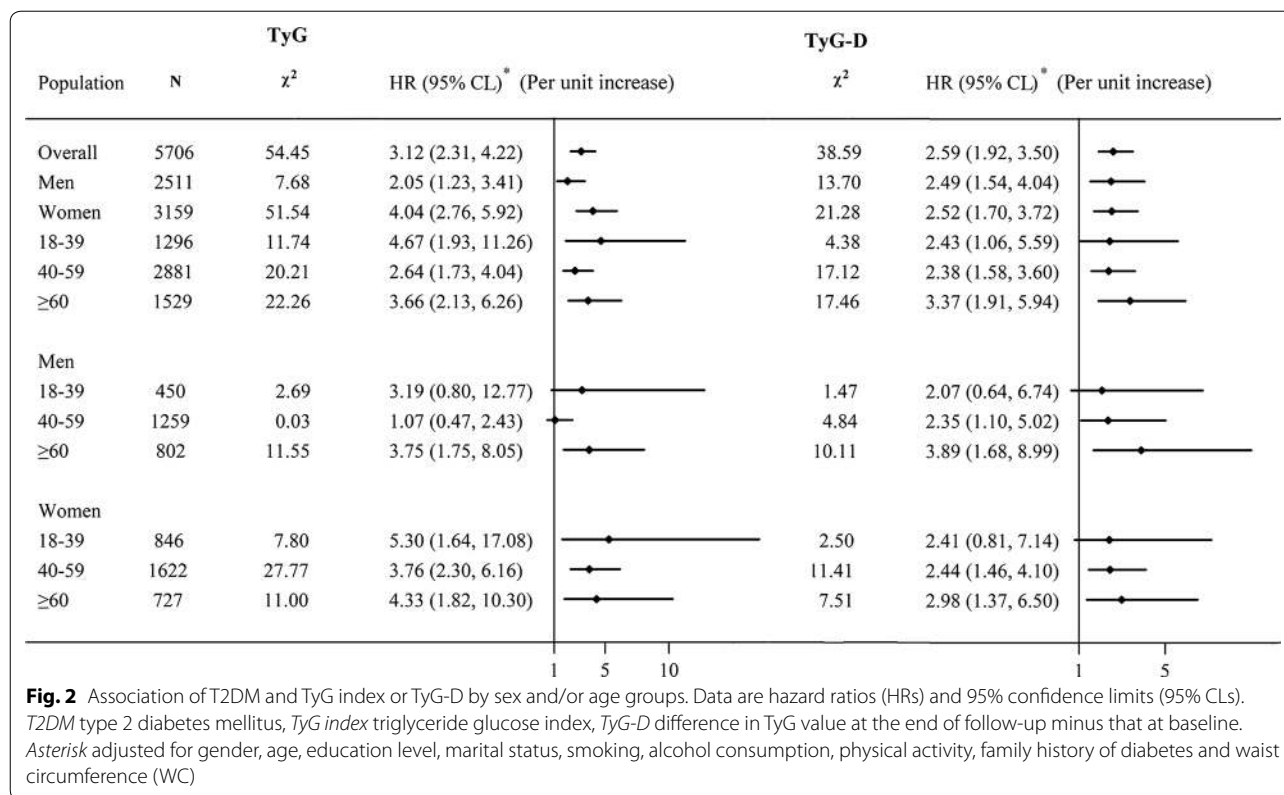 TyG TyG-D
Population N χ² HR (95% CL)* (Per unit increase) χ² HR (95% CL)* (Per unit increase)
Overall 5706 54.45 3.12 (2.31, 4.22) 38.59 2.59 (1.92, 3.50)
Men 2511 7.68 2.05 (1.23, 3.41) 13.70 2.49 (1.54, 4.04)
Women 3159 51.54 4.04 (2.76, 5.92) 21.28 2.52 (1.70, 3.72)
18-39 1296 11.74 4.67 (1.93, 11.26) 4.38 2.43 (1.06, 5.59)
40-59 2881 20.21 2.64 (1.73, 4.04) 17.12 2.38 (1.58, 3.60)
≥60 1529 22.26 3.66 (2.13, 6.26) 17.46 3.37 (1.91, 5.94)
Men
18-39 450 2.69 3.19 (0.80, 12.77) 1.47 2.07 (0.64, 6.74)
40-59 1259 0.03 1.07 (0.47, 2.43) 4.84 2.35 (1.10, 5.02)
≥60 802 11.55 3.75 (1.75, 8.05) 10.11 3.89 (1.68, 8.99)
Women
18-39 846 7.80 5.30 (1.64, 17.08) 2.50 2.41 (0.81, 7.14)
40-59 1622 27.77 3.76 (2.30, 6.16) 11.41 2.44 (1.46, 4.10)
≥60 727 11.00 4.33 (1.82, 10.30) 7.51 2.98 (1.37, 6.50)
1 5 10 1 5
Fig. 2 Association of T2DM and TyG index or TyG-D by sex and/or age groups. Data are hazard ratios (HRs) and 95% confidence limits (95% CLs).
T2DM type 2 diabetes mellitus, TyG index triglyceride glucose index, TyG-D difference in TyG value at the end of follow-up minus that at baseline.
Asterisk adjusted for gender, age, education level, marital status, smoking, alcohol consumption, physical activity, family history of diabetes and waist
circumference (WC)